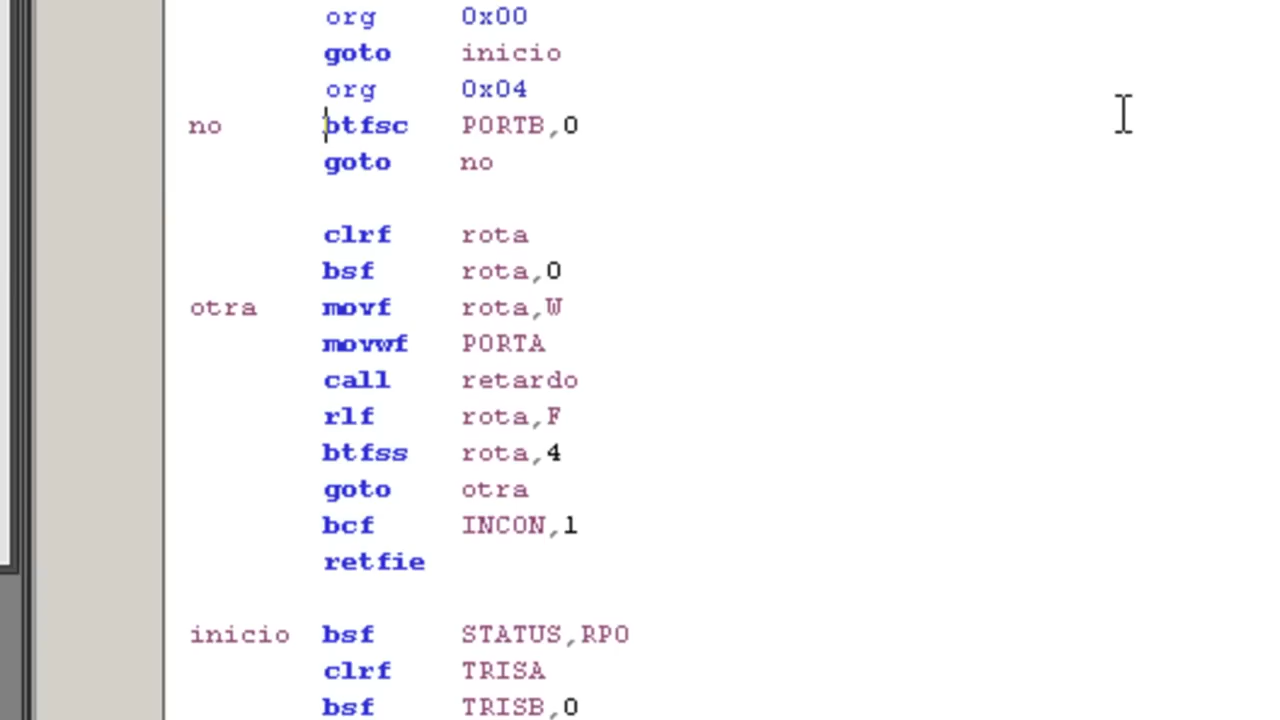 org 0x00
goto inicio
org 0x04
no btfsc PORTB,0
goto no
clrf rota
bsf rota,0
otra movf rota,W
movwf PORTA
call retardo
rlf rota,F
btfss rota,4
goto otra
bcf INCON,1
retfie
inicio bsf STATUS,RP0
clrf TRISA
bsf TRISB,0